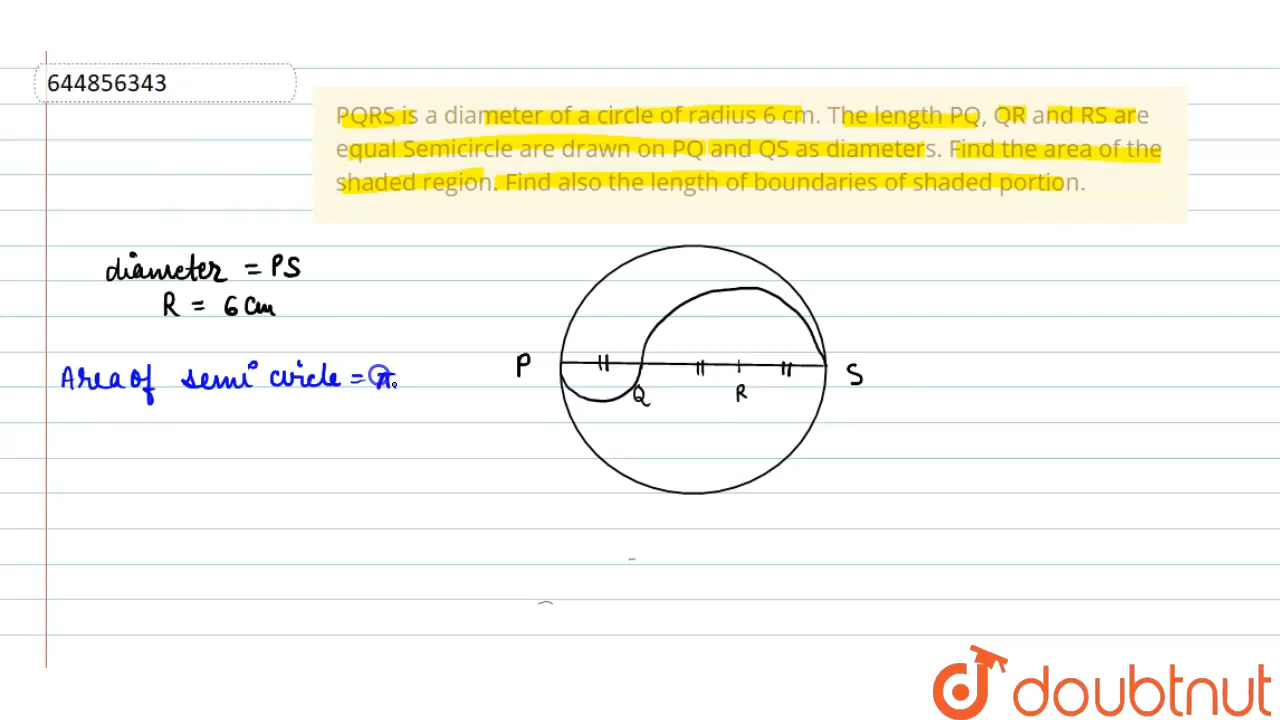 644856343
PQRS is a diameter of a circle of radius 6 cm. The length PQ, QR and RS are
equal Semicircle are drawn on PQ and QS as diameters. Find the area of the
shaded region. Find also the length of boundaries of shaded portion.
diameter = PS
R = 6 cm
Area of semi circle = π
P
S
Q
R
doubtnut